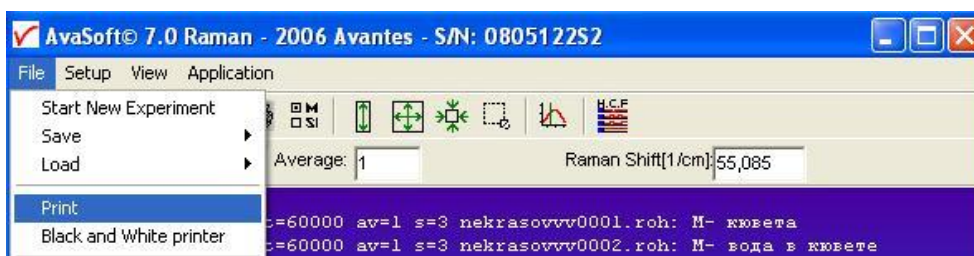 AvaSoft© 7.0 Raman - 2006 Avantes - S/N: 0805122S2
File Setup View Application
Start New Experiment
Save
Load
Print
Black and White printer
M
SI
H.C.F
Average: 1
Raman Shift[1/cm]: 55,085
=60000 av=1 s=3 nekrasovvv0001.roh: М- кювета
=60000 av=1 s=3 nekrasovvv0002.roh: М- вода в кювете